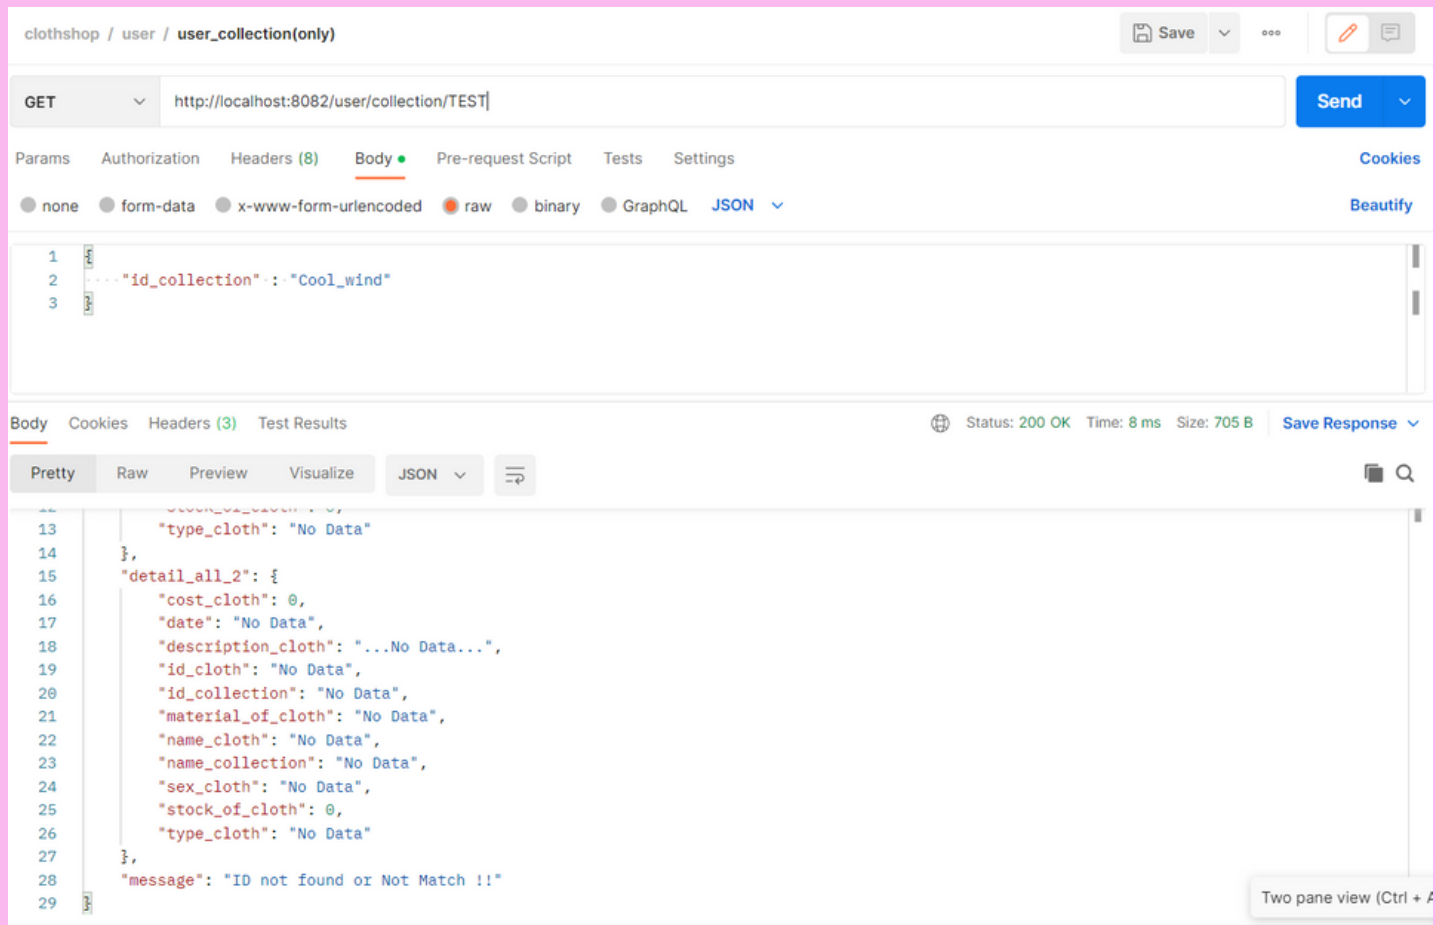 clothshop / user / user_collection(only)
Save
GET
http://localhost:8082/user/collection/TEST
Send
Params Authorization Headers (8) Body Pre-request Script Tests Settings Cookies
none form-data x-www-form-urlencoded raw binary GraphQL JSON Beautify
1 {
2 "id_collection" : "Cool_wind"
3 }
Body Cookies Headers (3) Test Results Status: 200 OK Time: 8 ms Size: 705 B Save Response
Pretty Raw Preview Visualize JSON
12 "stock_of_cloth": 0,
13 "type_cloth": "No Data"
14 },
15 "detail_all_2": {
16 "cost_cloth": 0,
17 "date": "No Data",
18 "description_cloth": "...No Data...",
19 "id_cloth": "No Data",
20 "id_collection": "No Data",
21 "material_of_cloth": "No Data",
22 "name_cloth": "No Data",
23 "name_collection": "No Data",
24 "sex_cloth": "No Data",
25 "stock_of_cloth": 0,
26 "type_cloth": "No Data"
27 },
28 "message": "ID not found or Not Match !!"
29 }
Two pane view (Ctrl + A